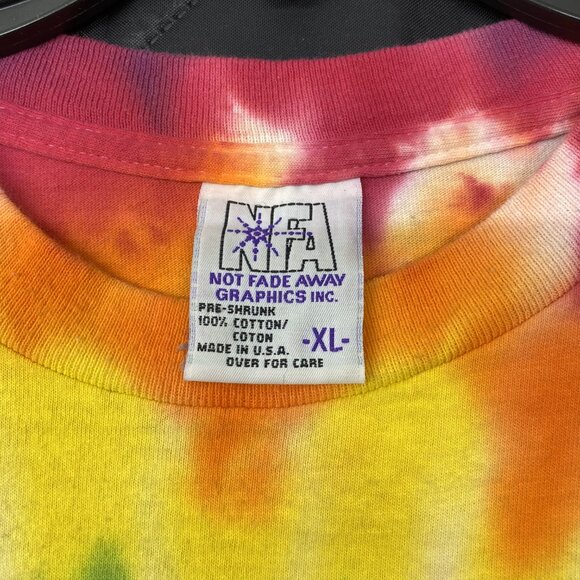 NFA
NOT FADE AWAY
GRAPHICS INC.
PRE-SHRUNK
100% COTTON/
COTON
MADE IN U.S.A.
OVER FOR CARE
-XL-